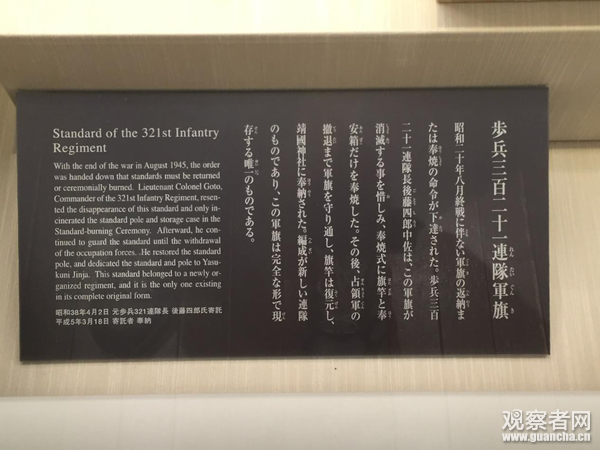 歩兵三百二十一連隊軍旗
昭和二十年八月終戦に伴ない軍旗の返納ま
たは奉焼の命令が下達された。歩兵三百
二十一連隊長後藤四郎中佐は、この軍旗が
消滅する事を惜しみ、奉焼式に旗竿と奉
安箱だけを奉焼した。その後、占領軍の
撤退まで軍旗を守り通し、旗竿は復元し、
靖國神社に奉納された。編成が新しい連隊
のものであり、この軍旗は完全な形で現
存する唯一のものである。
Standard of the 321st Infantry
Regiment
With the end of the war in August 1945, the order
was handed down that standards must be returned
or ceremonially burned. Lieutenant Colonel Goto,
Commander of the 321st Infantry Regiment, resen-
ted the disappearance of this standard and only in-
cinerated the standard pole and storage case in the
Standard-burning Ceremony. Afterward, he con-
tinued to guard the standard until the withdrawal
of the occupation forces. .He restored the standard
pole, and dedicated the standard and pole to Yasu-
kuni Jinja. This standard belonged to a newly or-
ganized regiment, and it is the only one existing
in its complete original form.
昭和38年4月2日 元歩兵321連隊長 後藤四郎氏寄託
平成5年3月18日 寄託者 奉納
观察者网
www.guancha.cn